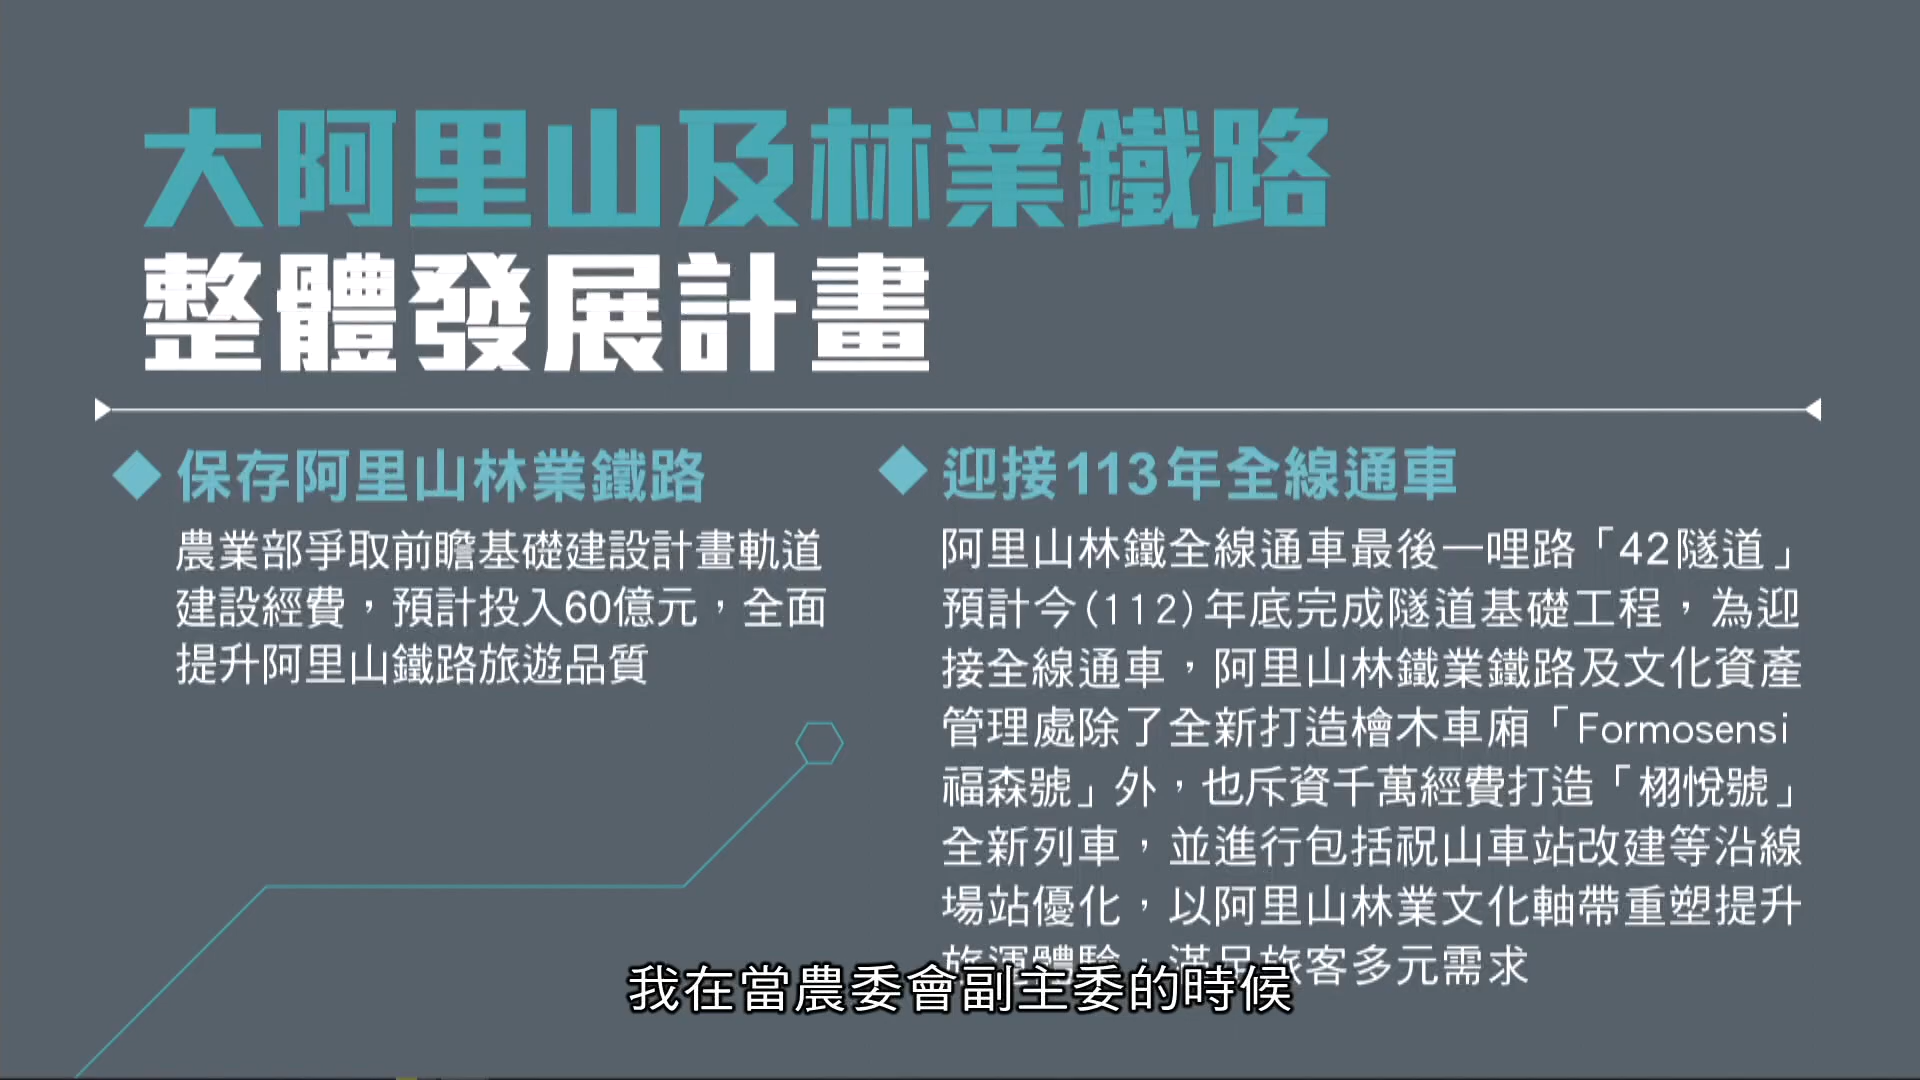 大阿里山及林業鐵路
整體發展計畫
保存阿里山林業鐵路
農業部爭取前瞻基礎建設計畫軌道
建設經費，預計投入60億元，全面
提升阿里山鐵路旅遊品質
迎接113年全線通車
阿里山林鐵全線通車最後一哩路「42隧道」
預計今(112)年底完成隧道基礎工程，為迎
接全線通車，阿里山林鐵業鐵路及文化資產
管理處除了全新打造檜木車廂「Formosensi
福森號」外，也斥資千萬經費打造「栩悅號」
全新列車，並進行包括祝山車站改建等沿線
場站優化，以阿里山林業文化軸帶重塑提升
旅運體驗，滿足旅客多元需求
我在當農委會副主委的時候